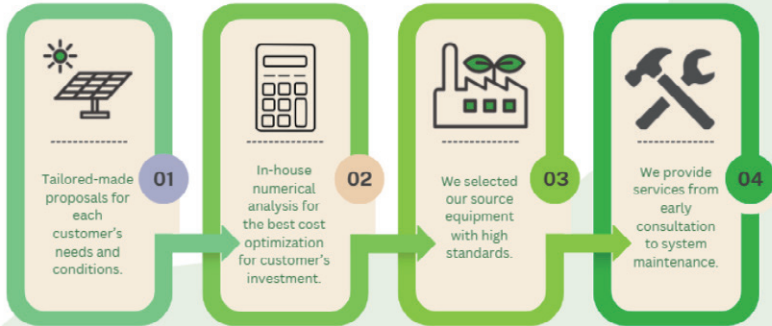 Tailored-made
proposals for
each
customer's
needs and
conditions.
01
In-house
numerical
analysis for
the best cost
optimization
for customer's
investment.
02
We selected
our source
equipment
with high
standards.
03
We provide
services from
early
consultation
to system
maintenance.
04